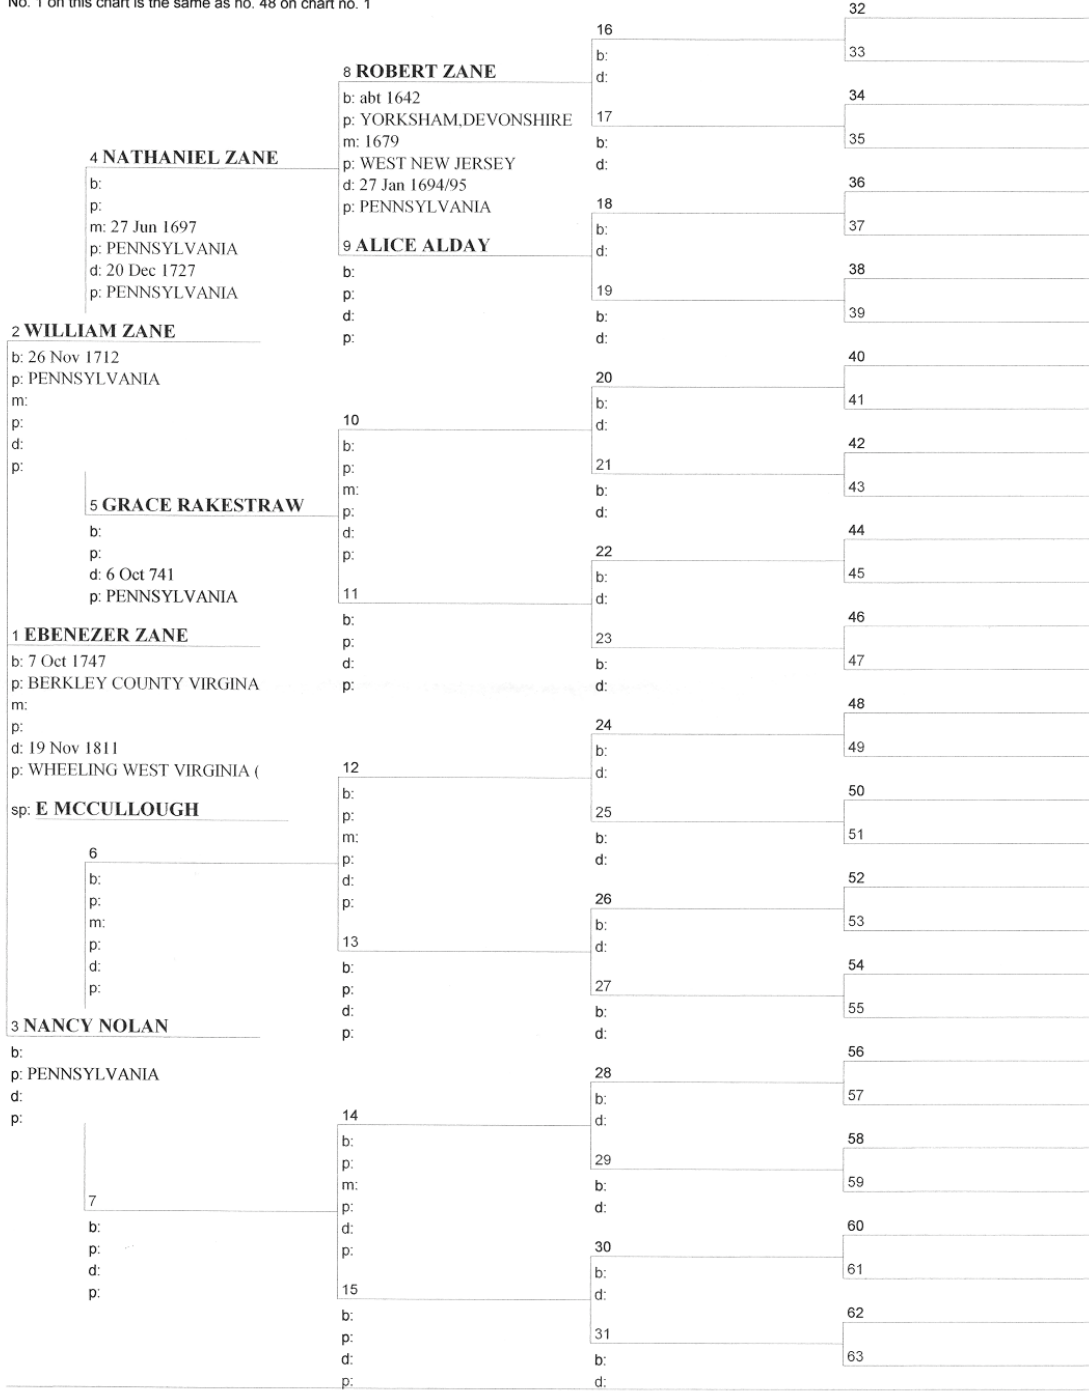 No. 1 on this chart is the same as no. 48 on chart no. 1
1 EBENEZER ZANE
b: 7 Oct 1747
p: BERKLEY COUNTY VIRGINA
m:
p:
d: 19 Nov 1811
p: WHEELING WEST VIRGINIA (
sp: E MCCULLOUGH
2 WILLIAM ZANE
b: 26 Nov 1712
p: PENNSYLVANIA
m:
p:
d:
p:
3 NANCY NOLAN
b:
p: PENNSYLVANIA
d:
p:
4 NATHANIEL ZANE
b:
p:
m: 27 Jun 1697
p: PENNSYLVANIA
d: 20 Dec 1727
p: PENNSYLVANIA
5 GRACE RAKESTRAW
b:
p:
d: 6 Oct 741
p: PENNSYLVANIA
6
b:
p:
m:
p:
d:
p:
7
b:
p:
d:
p:
8 ROBERT ZANE
b: abt 1642
p: YORKSHAM,DEVONSHIRE
m: 1679
p: WEST NEW JERSEY
d: 27 Jan 1694/95
p: PENNSYLVANIA
9 ALICE ALDAY
b:
p:
d:
p:
10
b:
p:
m:
p:
d:
p:
11
b:
p:
d:
p:
12
b:
p:
m:
p:
d:
p:
13
b:
p:
d:
p:
14
b:
p:
m:
p:
d:
p:
15
b:
p:
d:
p:
16
b:
d:
17
b:
d:
18
b:
d:
19
b:
d:
20
b:
d:
21
b:
d:
22
b:
d:
23
b:
d:
24
b:
d:
25
b:
d:
26
b:
d:
27
b:
d:
28
b:
d:
29
b:
d:
30
b:
d:
31
b:
d:
32
33
34
35
36
37
38
39
40
41
42
43
44
45
46
47
48
49
50
51
52
53
54
55
56
57
58
59
60
61
62
63